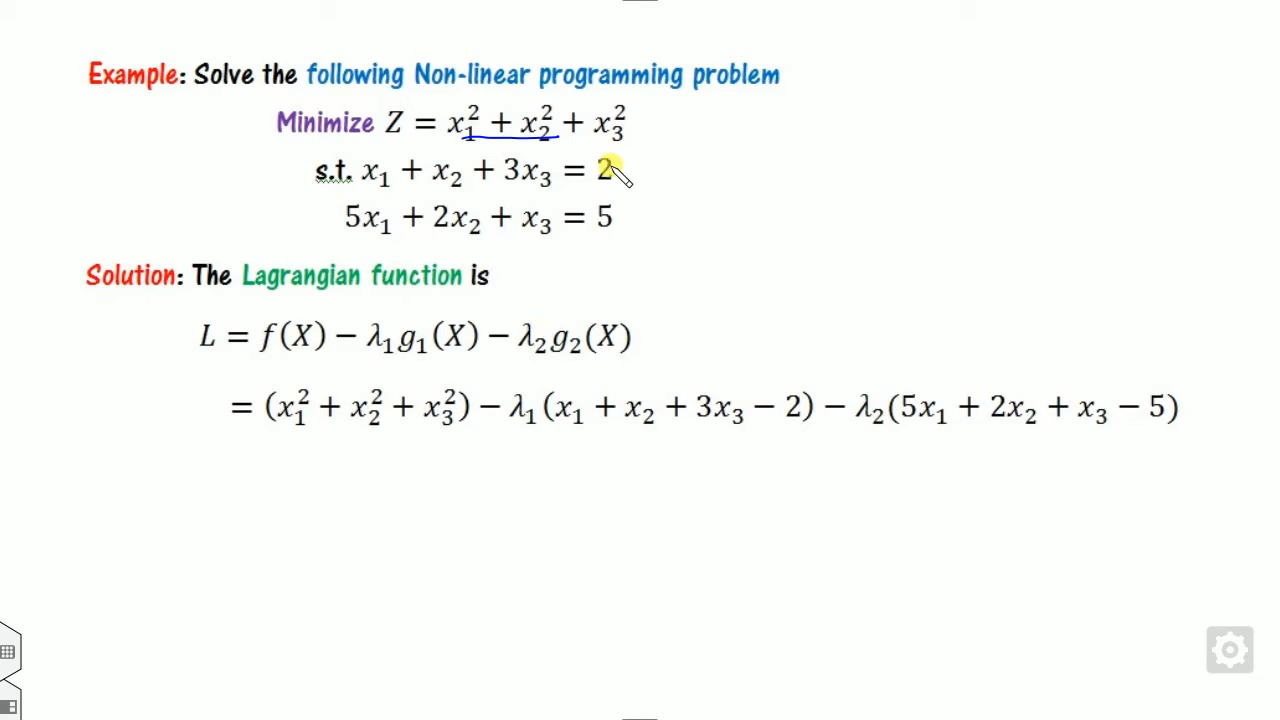 Example: Solve the following Non-linear programming problem
Minimize Z = x₁² + x₂² + x₃²
s.t. x₁ + x₂ + 3x₃ = 2
5x₁ + 2x₂ + x₃ = 5
Solution: The Lagrangian function is
L = f(X) − λ₁g₁(X) − λ₂g₂(X)
= (x₁² + x₂² + x₃²) − λ₁(x₁ + x₂ + 3x₃ − 2) − λ₂(5x₁ + 2x₂ + x₃ − 5)